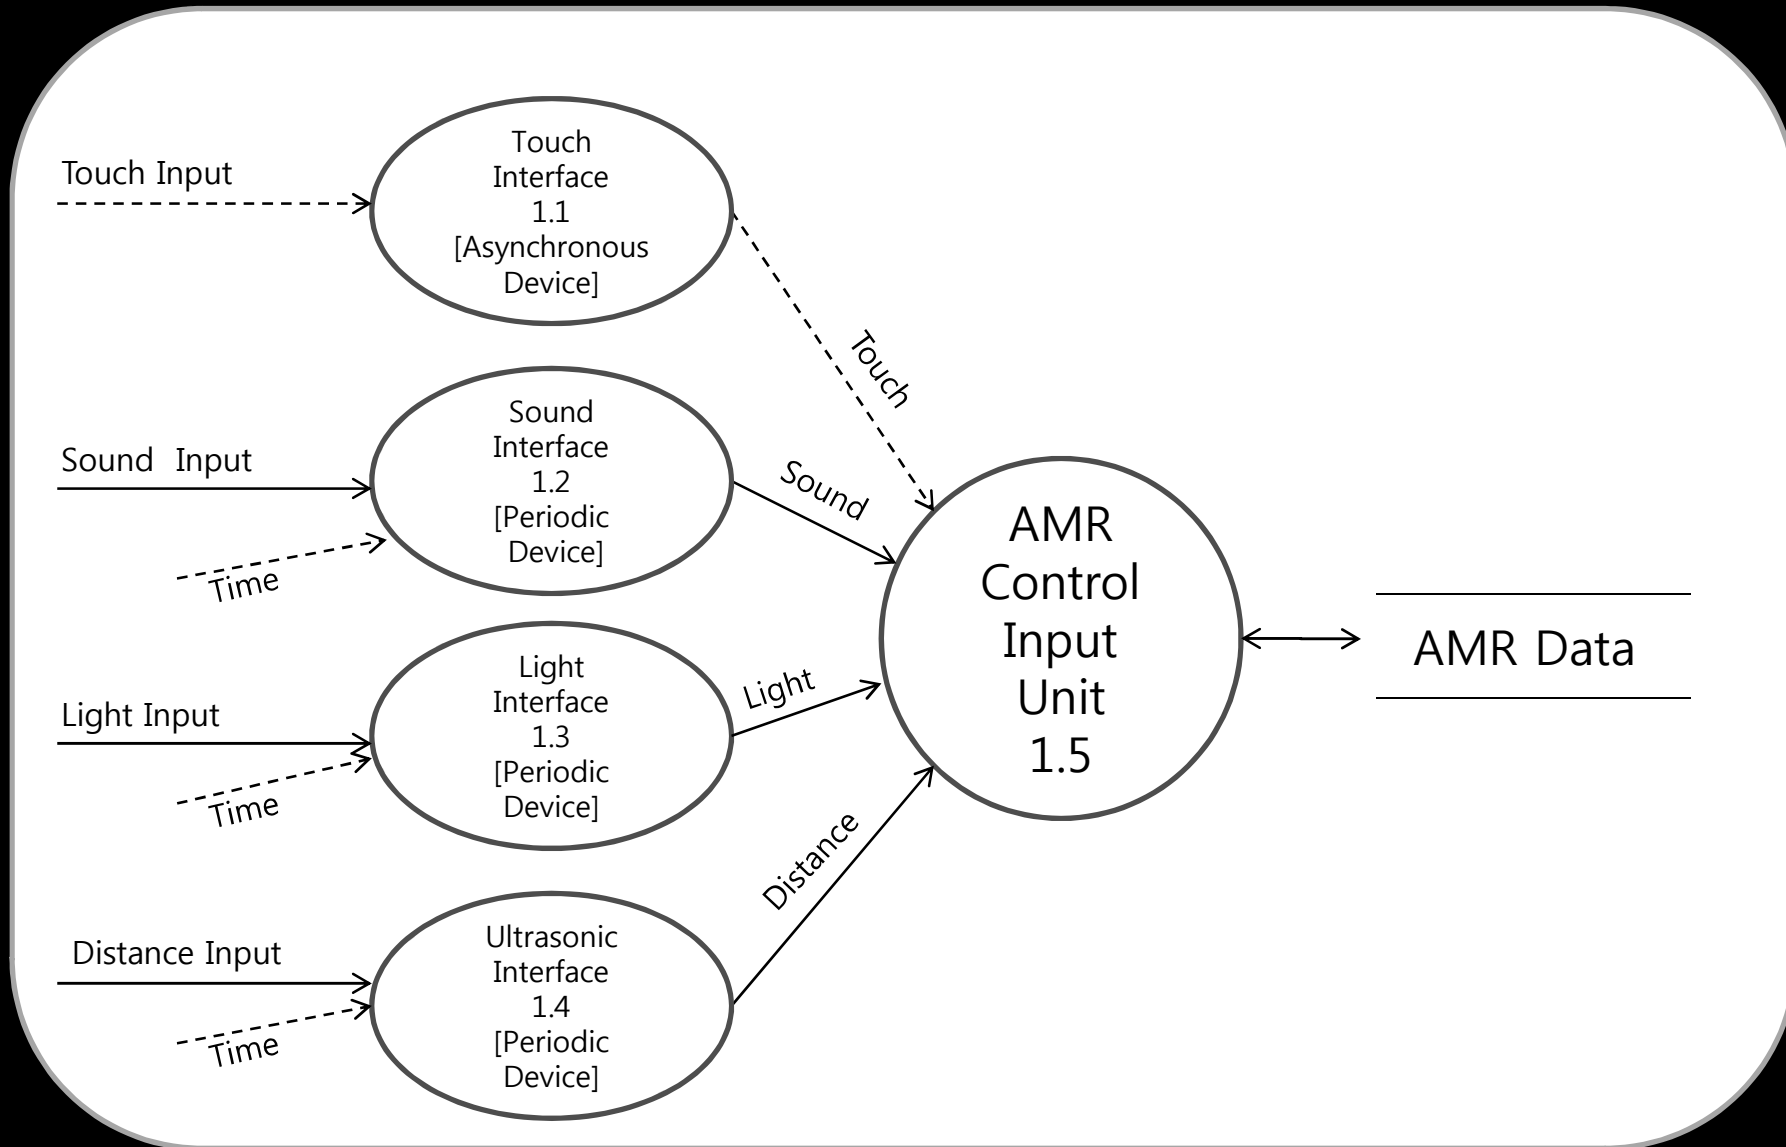 Touch Input
Touch
Interface
1.1
[Asynchronous
Device]
Touch
Sound Input
Time
Sound
Interface
1.2
[Periodic
Device]
Sound
Light Input
Time
Light
Interface
1.3
[Periodic
Device]
Light
Distance Input
Time
Ultrasonic
Interface
1.4
[Periodic
Device]
Distance
AMR
Control
Input
Unit
1.5
AMR Data